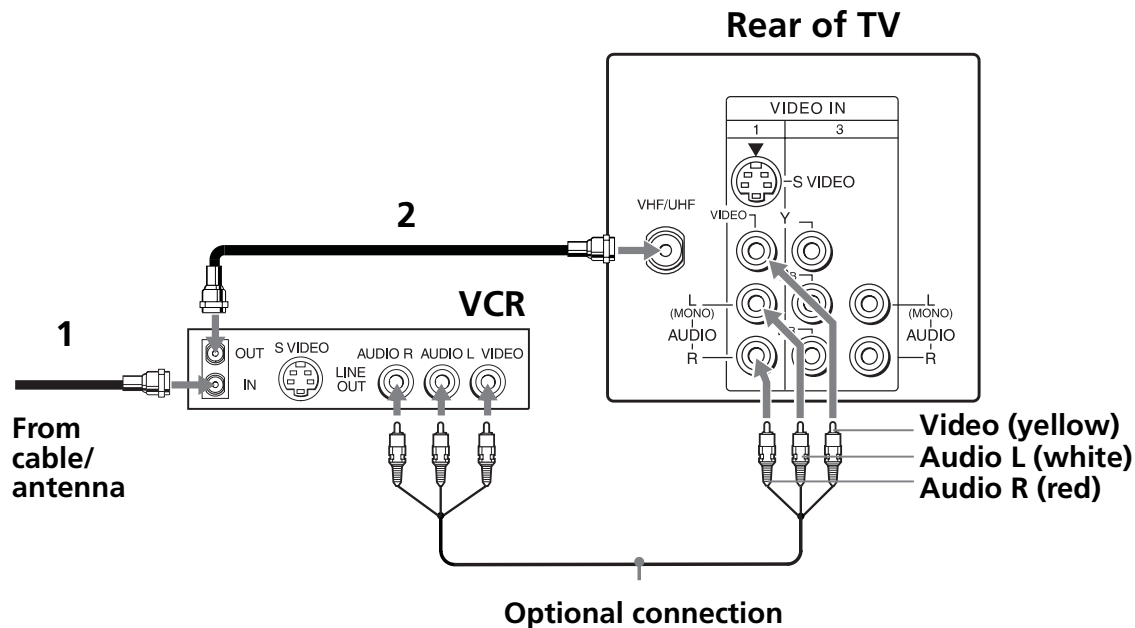 Rear of TV
VIDEO IN
1 3
S VIDEO
VHF/UHF
VIDEO
Y
2
L
(MONO)
AUDIO
R
L
(MONO)
AUDIO
R
VCR
1
OUT
IN
S VIDEO
LINE
OUT
AUDIO R AUDIO L VIDEO
From
cable/
antenna
Video (yellow)
Audio L (white)
Audio R (red)
Optional connection